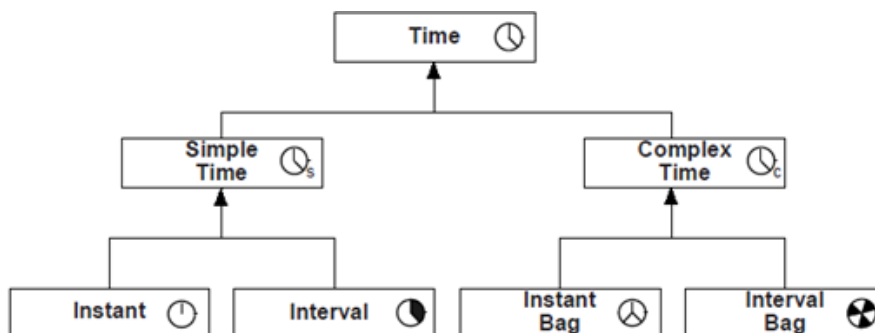 Time
Simple
Time
S
Complex
Time
C
Instant
Interval
Instant
Bag
Interval
Bag